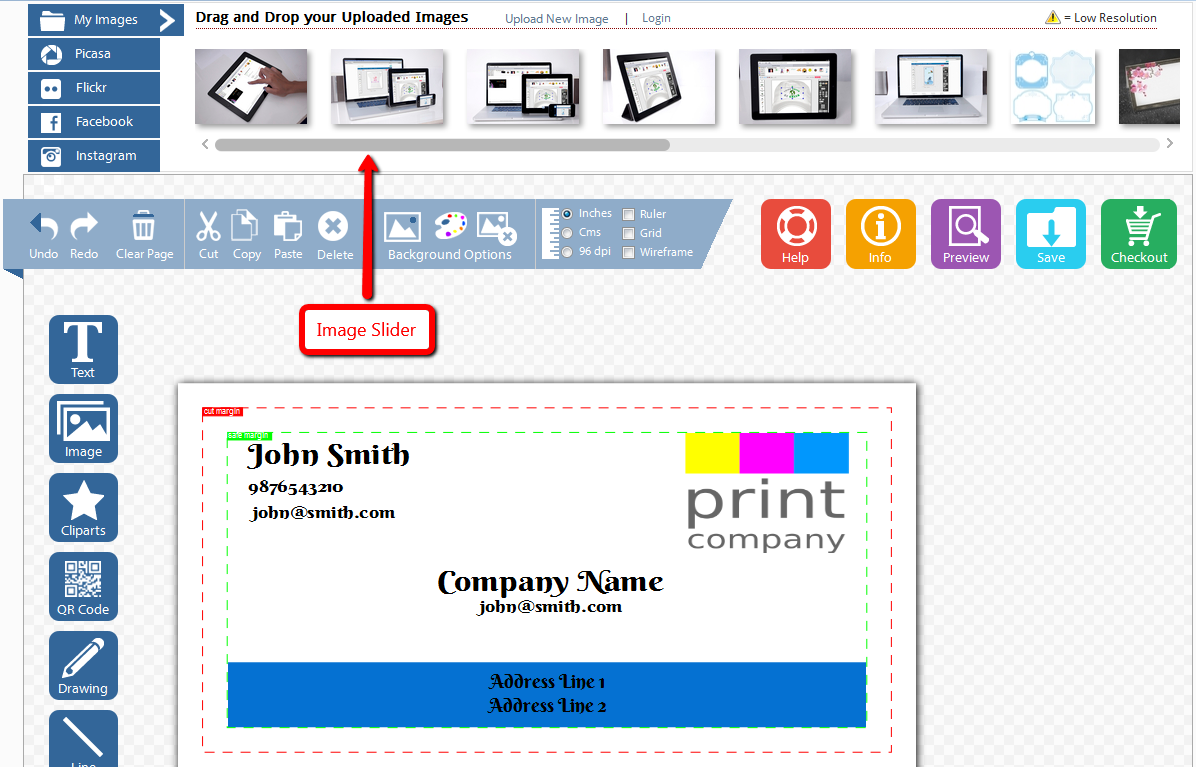 My Images
Drag and Drop your Uploaded Images
Upload New Image | Login
= Low Resolution
Picasa
Flickr
Facebook
Instagram
Undo
Redo
Clear Page
Cut
Copy
Paste
Delete
Background Options
Inches
Cms
96 dpi
Ruler
Grid
Wireframe
Help
Info
Preview
Save
Checkout
Image Slider
Text
Image
Cliparts
QR Code
Drawing
Line
cut margin
safe margin
John Smith
9876543210
john@smith.com
print
company
Company Name
john@smith.com
Address Line 1
Address Line 2